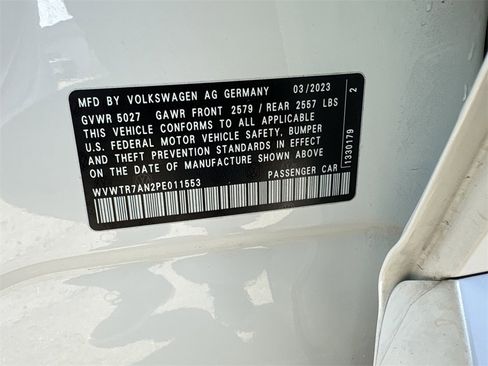 MFD BY VOLKSWAGEN AG GERMANY 03/2023
GVWR 5027 GAWR FRONT 2579 / REAR 2557 LBS
THIS VEHICLE CONFORMS TO ALL APPLICABLE
U.S. FEDERAL MOTOR VEHICLE SAFETY, BUMPER
AND THEFT PREVENTION STANDARDS IN EFFECT
ON THE DATE OF MANUFACTURE SHOWN ABOVE
WVWTR7AN2PE011553 PASSENGER CAR
1330179 2